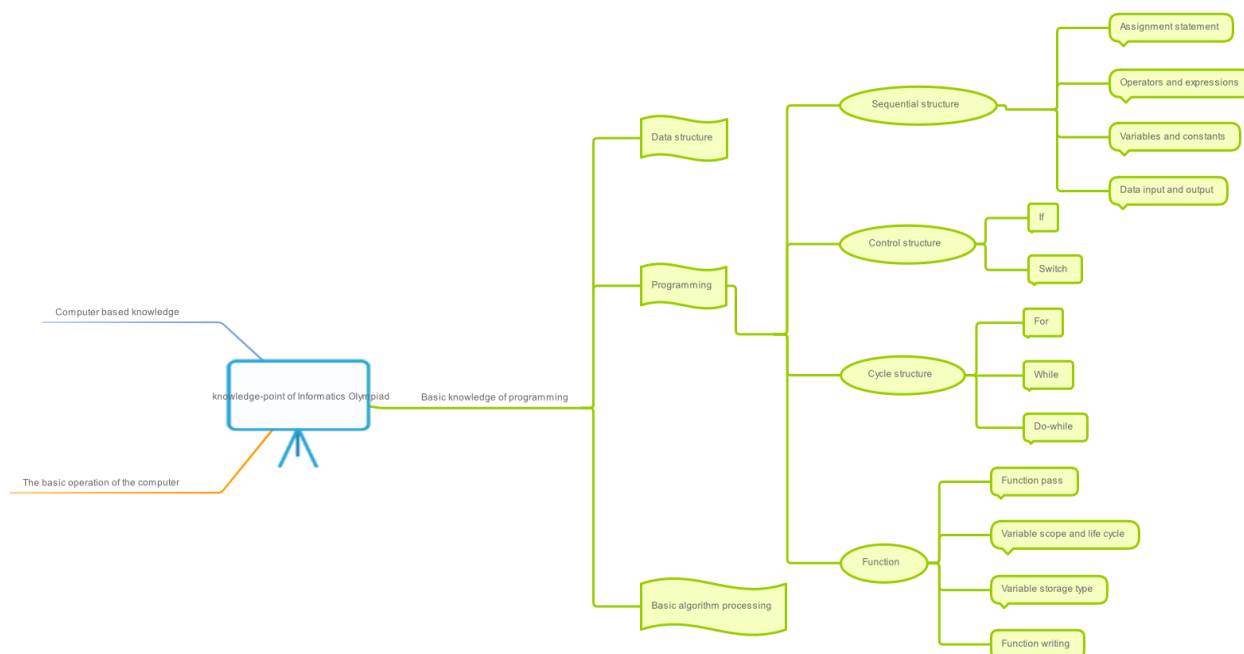 Computer based knowledge
knowledge-point of Informatics Olympiad
The basic operation of the computer
Basic knowledge of programming
Data structure
Programming
Sequential structure
Assignment statement
Operators and expressions
Variables and constants
Data input and output
Control structure
If
Switch
Cycle structure
For
While
Do-while
Function
Function pass
Variable scope and life cycle
Variable storage type
Function writing
Basic algorithm processing